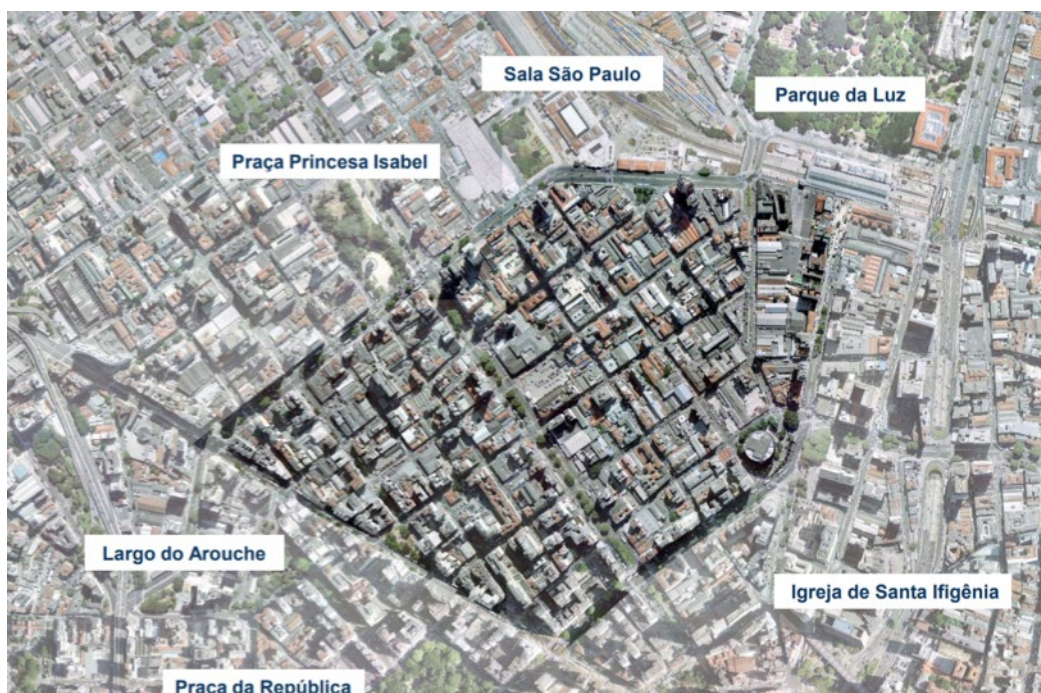 Sala São Paulo
Parque da Luz
Praça Princesa Isabel
Largo do Arouche
Igreja de Santa Ifigênia
Praça da República